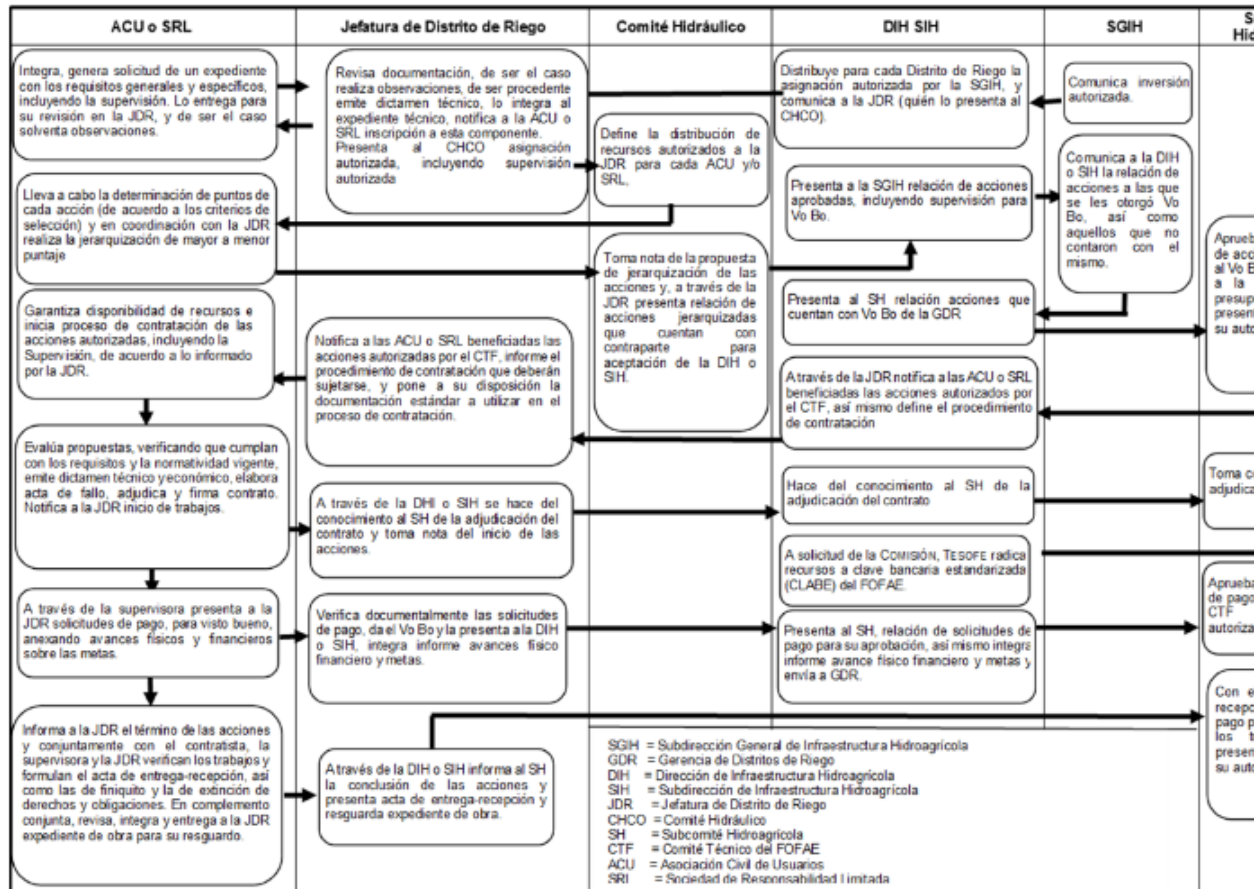 ACU o SRL
Jefatura de Distrito de Riego
Comité Hidráulico
DIH SIH
SGIH
Integra, genera solicitud de un expediente
con los requisitos generales y específicos,
incluyendo la supervisión. Lo entrega para
su revisión en la JDR, y de ser el caso
solventa observaciones.
Revisa documentación, de ser el caso
realiza observaciones, de ser procedente
emite dictamen técnico, lo integra al
expediente técnico, notifica a la ACU o
SRL inscripción a esta componente.
Presenta al CHCO asignación
autorizada, incluyendo supervisión
autorizada
Define la distribución de
recursos autorizados a la
JDR para cada ACU y/o
SRL,
Distribuye para cada Distrito de Riego la
asignación autorizada por la SGIH, y
comunica a la JDR (quién lo presenta al
CHCO).
Comunica inversión
autorizada.
Lleva a cabo la determinación de puntos de
cada acción (de acuerdo a los criterios de
selección) y en coordinación con la JDR
realiza la jerarquización de mayor a menor
puntaje
Presenta a la SGIH relación de acciones
aprobadas, incluyendo supervisión para
Vo Bo.
Comunica a la DIH
o SIH la relación de
acciones a las que
se les otorgó Vo
Bo, así como
aquellos que no
contaron con el
mismo.
Toma nota de la propuesta
de jerarquización de las
acciones y, a través de la
JDR presenta relación de
acciones jerarquizadas
que cuentan con
contraparte para
aceptación de la DIH o
SIH.
Presenta al SH relación acciones que
cuentan con Vo Bo de la GDR
Garantiza disponibilidad de recursos e
inicia proceso de contratación de las
acciones autorizadas, incluyendo la
Supervisión, de acuerdo a lo informado
por la JDR.
Notifica a las ACU o SRL beneficiadas las
acciones autorizadas por el CTF, informe el
procedimiento de contratación que deberán
sujetarse, y pone a su disposición la
documentación estándar a utilizar en el
proceso de contratación.
A través de la JDR notifica a las ACU o SRL
beneficiadas las acciones autorizados por
el CTF, así mismo define el procedimiento
de contratación
Evalúa propuestas, verificando que cumplan
con los requisitos y la normatividad vigente,
emite dictamen técnico y económico, elabora
acta de fallo, adjudica y firma contrato.
Notifica a la JDR inicio de trabajos.
A través de la DHI o SIH se hace del
conocimiento al SH de la adjudicación del
contrato y toma nota del inicio de las
acciones.
Hace del conocimiento al SH de la
adjudicación del contrato
A solicitud de la COMISIÓN, TESOFE radica
recursos a clave bancaria estandarizada
(CLABE) del FOFAE.
A través de la supervisora presenta a la
JDR solicitudes de pago, para visto bueno,
anexando avances físicos y financieros
sobre las metas.
Verifica documentalmente las solicitudes
de pago, da el Vo Bo y la presenta a la DIH
o SIH, integra informe avances físico
financiero y metas.
Presenta al SH, relación de solicitudes de
pago para su aprobación, así mismo integra
informe avance físico financiero y metas y
envía a GDR.
Informa a la JDR el término de las acciones
y conjuntamente con el contratista, la
supervisora y la JDR verifican los trabajos y
formulan el acta de entrega-recepción, así
como las de finiquito y la de extinción de
derechos y obligaciones. En complemento
conjunta, revisa, integra y entrega a la JDR
expediente de obra para su resguardo.
A través de la DIH o SIH informa al SH
la conclusión de las acciones y
presenta acta de entrega-recepción y
resguarda expediente de obra.
SGIH = Subdirección General de Infraestructura Hidroagrícola
GDR = Gerencia de Distritos de Riego
DIH = Dirección de Infraestructura Hidroagrícola
SIH = Subdirección de Infraestructura Hidroagrícola
JDR = Jefatura de Distrito de Riego
CHCO = Comité Hidráulico
SH = Subcomité Hidroagrícola
CTF = Comité Técnico del FOFAE
ACU = Asociación Civil de Usuarios
SRL = Sociedad de Responsabilidad Limitada